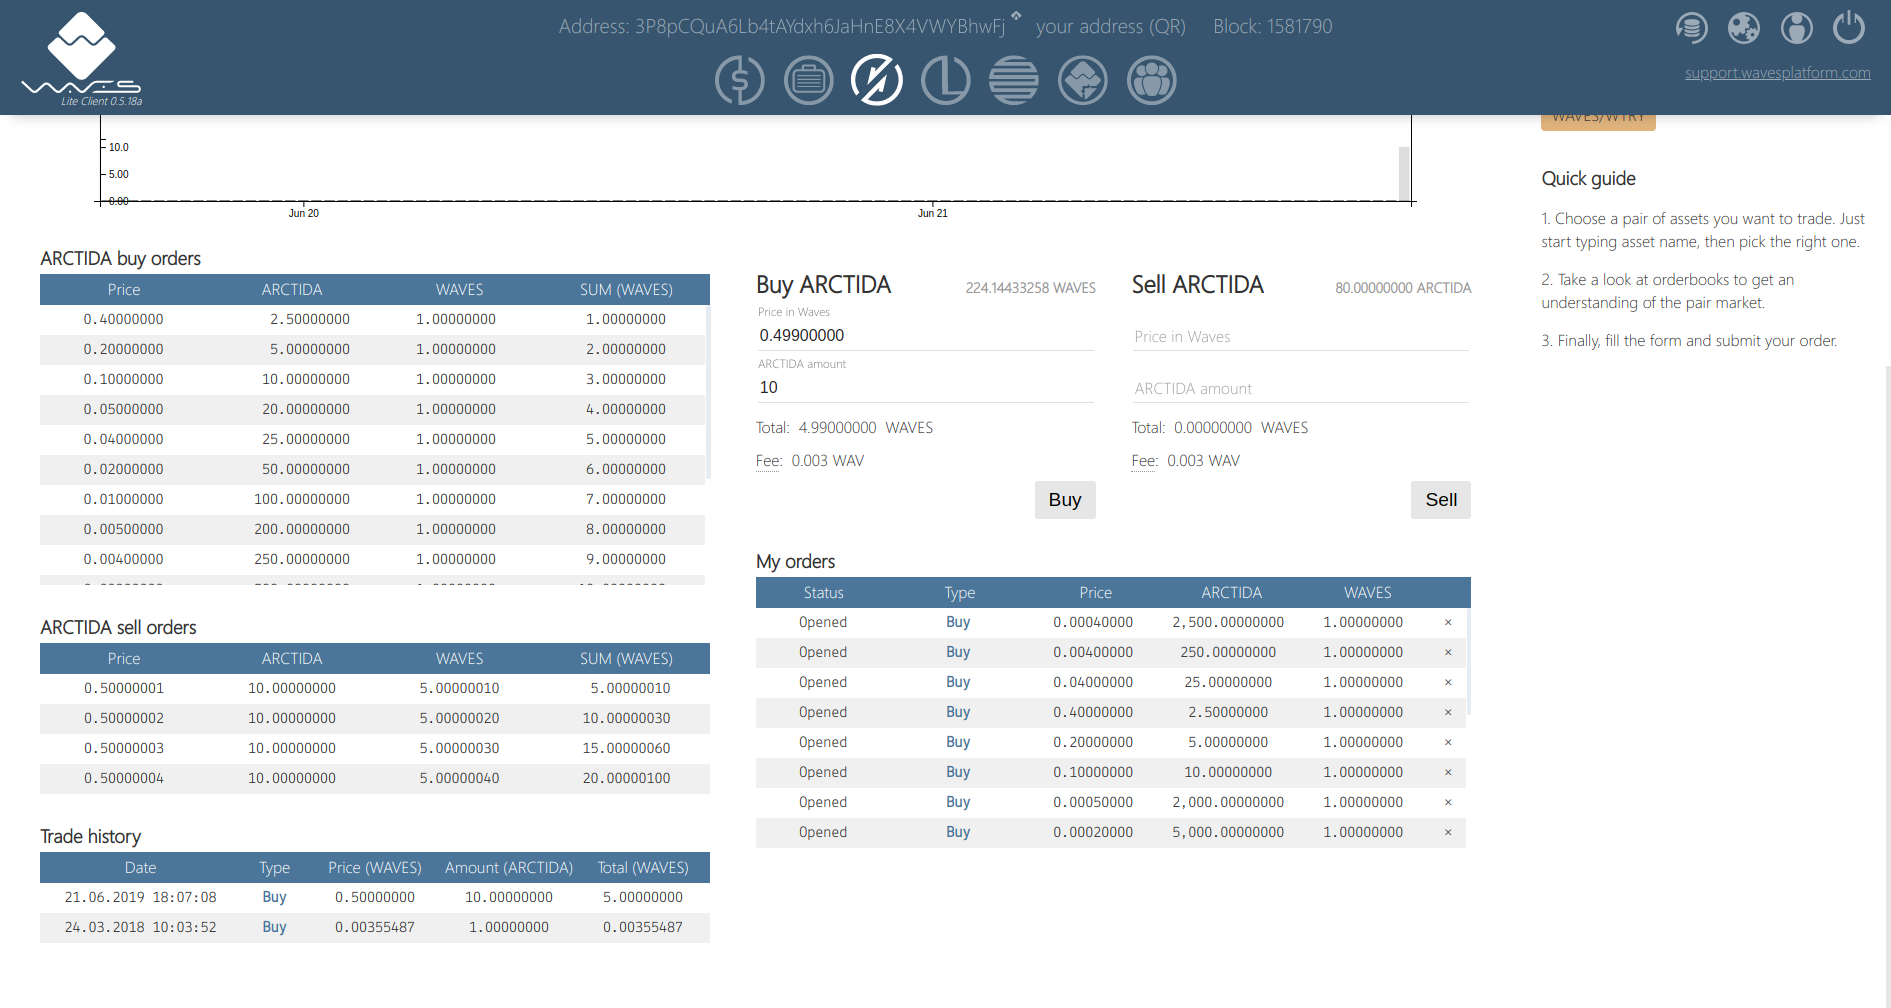 WAVES
Lite Client 0.5.18a
Address: 3P8pCQuA6Lb4tAYdxh6JaHnE8X4VWYBhwFj your address (QR) Block: 1581790
support.wavesplatform.com
WAVES/WTRY
10.0
5.00
0.00
Jun 20 Jun 21
Quick guide
1. Choose a pair of assets you want to trade. Just
start typing asset name, then pick the right one.
2. Take a look at orderbooks to get an
understanding of the pair market.
3. Finally, fill the form and submit your order.
ARCTIDA buy orders
Price ARCTIDA WAVES SUM (WAVES)
0.40000000 2.50000000 1.00000000 1.00000000
0.20000000 5.00000000 1.00000000 2.00000000
0.10000000 10.00000000 1.00000000 3.00000000
0.05000000 20.00000000 1.00000000 4.00000000
0.04000000 25.00000000 1.00000000 5.00000000
0.02000000 50.00000000 1.00000000 6.00000000
0.01000000 100.00000000 1.00000000 7.00000000
0.00500000 200.00000000 1.00000000 8.00000000
0.00400000 250.00000000 1.00000000 9.00000000
ARCTIDA sell orders
Price ARCTIDA WAVES SUM (WAVES)
0.50000001 10.00000000 5.00000010 5.00000010
0.50000002 10.00000000 5.00000020 10.00000030
0.50000003 10.00000000 5.00000030 15.00000060
0.50000004 10.00000000 5.00000040 20.00000100
Trade history
Date Type Price (WAVES) Amount (ARCTIDA) Total (WAVES)
21.06.2019 18:07:08 Buy 0.50000000 10.00000000 5.00000000
24.03.2018 10:03:52 Buy 0.00355487 1.00000000 0.00355487
Buy ARCTIDA 224.14433258 WAVES
Price in Waves
0.49900000
ARCTIDA amount
10
Total: 4.99000000 WAVES
Fee: 0.003 WAV
Buy
Sell ARCTIDA 80.00000000 ARCTIDA
Price in Waves
ARCTIDA amount
Total: 0.00000000 WAVES
Fee: 0.003 WAV
Sell
My orders
Status Type Price ARCTIDA WAVES
Opened Buy 0.00040000 2,500.00000000 1.00000000 ×
Opened Buy 0.00400000 250.00000000 1.00000000 ×
Opened Buy 0.04000000 25.00000000 1.00000000 ×
Opened Buy 0.40000000 2.50000000 1.00000000 ×
Opened Buy 0.20000000 5.00000000 1.00000000 ×
Opened Buy 0.10000000 10.00000000 1.00000000 ×
Opened Buy 0.00050000 2,000.00000000 1.00000000 ×
Opened Buy 0.00020000 5,000.00000000 1.00000000 ×